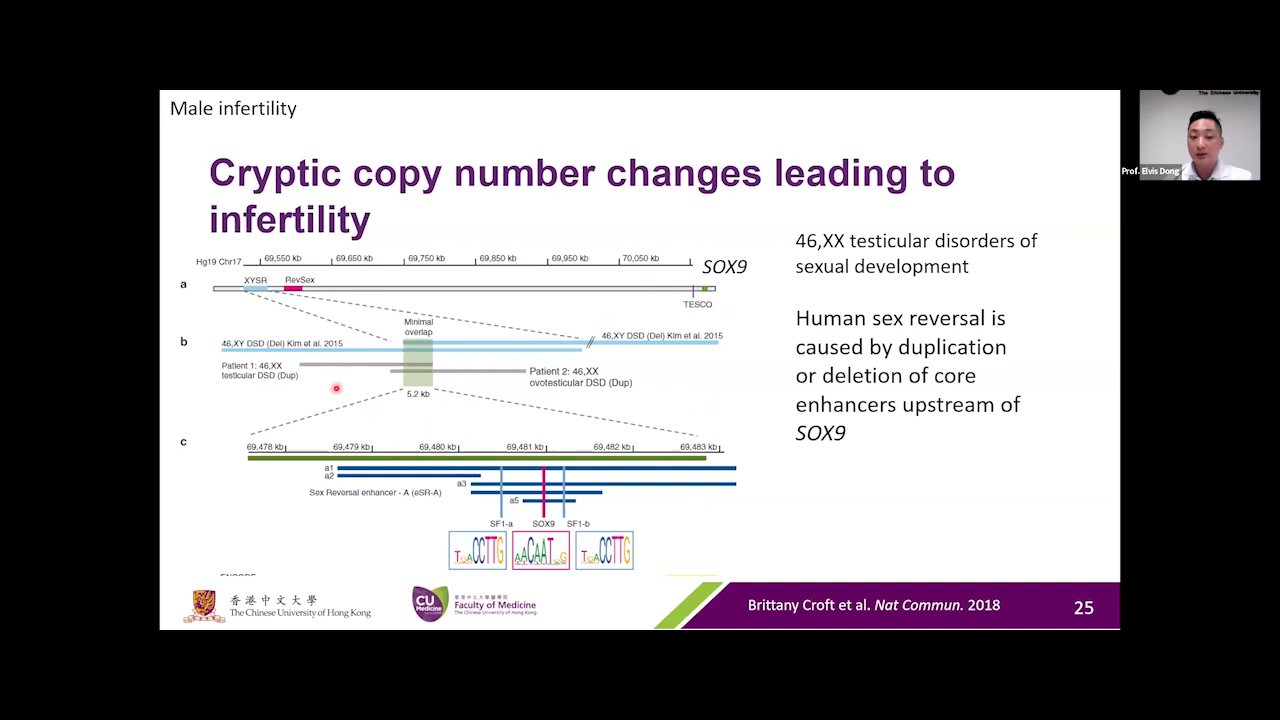 The Chinese University
Prof. Elvis Dong
Male infertility
Cryptic copy number changes leading to
infertility
Hg19 Chr17
69,550 kb
69,650 kb
69,750 kb
69,850 kb
69,950 kb
70,050 kb
SOX9
a
XYSR
RevSex
TESCO
b
Minimal
overlap
46,XY DSD (Del) Kim et al. 2015
46,XY DSD (Del) Kim et al. 2015
Patient 1: 46,XX
testicular DSD (Dup)
Patient 2: 46,XX
ovotesticular DSD (Dup)
5.2 kb
c
69,478 kb
69,479 kb
69,480 kb
69,481 kb
69,482 kb
69,483 kb
a1
a2
a3
Sex Reversal enhancer - A (eSR-A)
a5
SF1-a
SOX9
SF1-b
ENCODE
46,XX testicular disorders of
sexual development
Human sex reversal is
caused by duplication
or deletion of core
enhancers upstream of
SOX9
香港中文大學
The Chinese University of Hong Kong
CU
Medicine
香港中文大學醫學院
Faculty of Medicine
The Chinese University of Hong Kong
Brittany Croft et al. Nat Commun. 2018
25